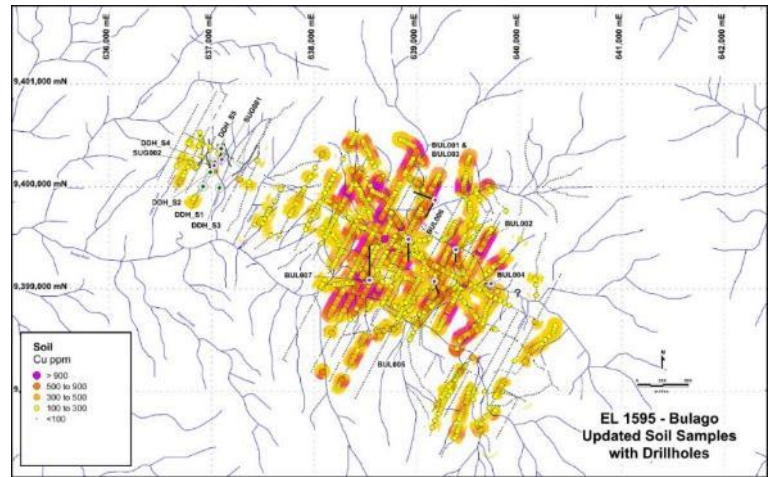 636,000 mE
637,000 mE
638,000 mE
639,000 mE
640,000 mE
641,000 mE
642,000 mE
9,401,000 mN
9,400,000 mN
9,399,000 mN
DDH_S4
SUG002
DDH_S5
SUG001
DDH_S2
DDH_S1
DDH_S3
BUL001 &
BUL003
BUL006
BUL002
BUL007
BUL004
BUL005
Soil
Cu ppm
> 900
500 to 900
300 to 500
100 to 300
<100
EL 1595 - Bulago
Updated Soil Samples
with Drillholes